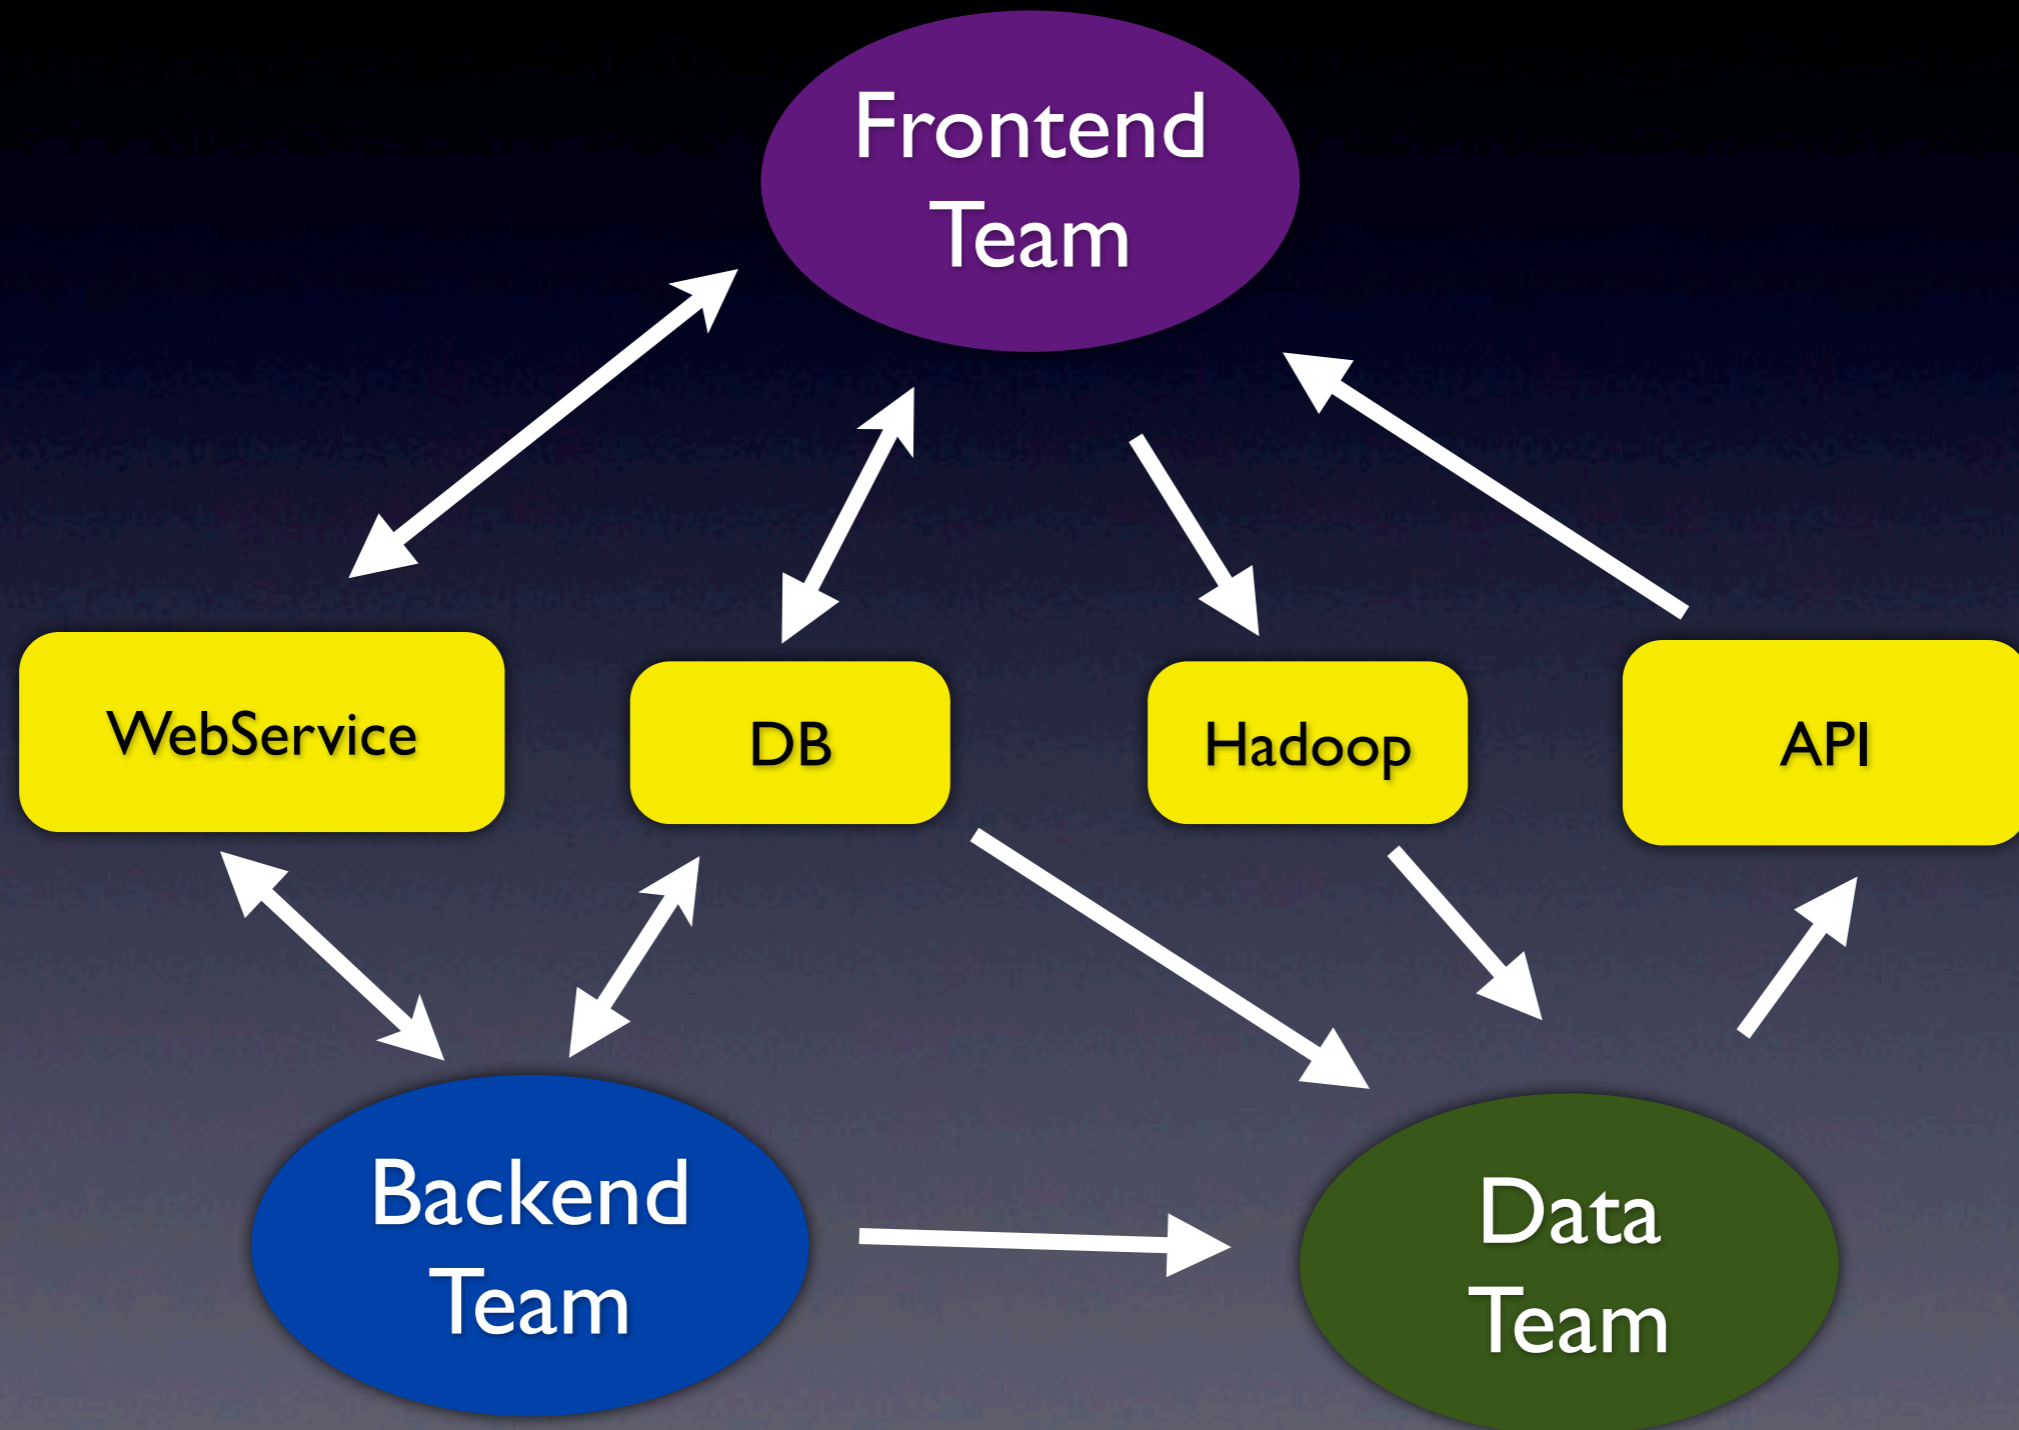 Frontend
Team
WebService
DB
Hadoop
API
Backend
Team
Data
Team